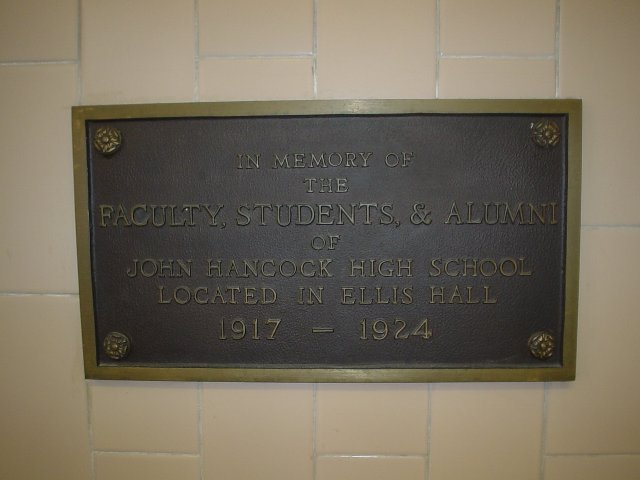 IN MEMORY OF
THE
FACULTY, STUDENTS, & ALUMNI
OF
JOHN HANCOCK HIGH SCHOOL
LOCATED IN ELLIS HALL
1917 — 1924